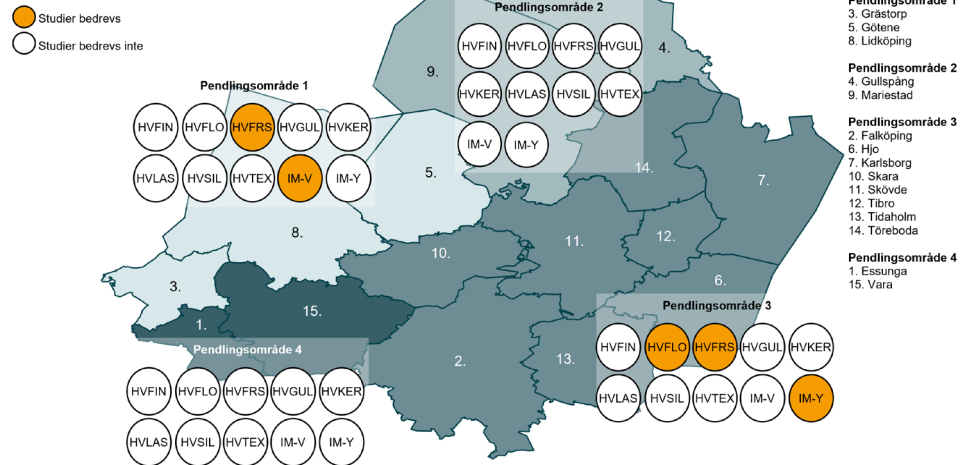 Studier bedrevs
Studier bedrevs inte
Pendlingsområde 2
HVFIN HVFLO HVFRS HVGUL
HVKER HVLAS HVSIL HVTEX
IM-V IM-Y
Pendlingsområde 1
HVFIN HVFLO HVFRS HVGUL HVKER
HVLAS HVSIL HVTEX IM-V IM-Y
4.
9.
14.
5.
7.
8.
12.
11.
10.
3.
6.
15.
1.
2.
13.
Pendlingsområde 3
HVFIN HVFLO HVFRS HVGUL HVKER
HVLAS HVSIL HVTEX IM-V IM-Y
Pendlingsområde 4
HVFIN HVFLO HVFRS HVGUL HVKER
HVLAS HVSIL HVTEX IM-V IM-Y
Pendlingsområde 1
3. Grästorp
5. Götene
8. Lidköping
Pendlingsområde 2
4. Gullspång
9. Mariestad
Pendlingsområde 3
2. Falköping
6. Hjo
7. Karlsborg
10. Skara
11. Skövde
12. Tibro
13. Tidaholm
14. Töreboda
Pendlingsområde 4
1. Essunga
15. Vara